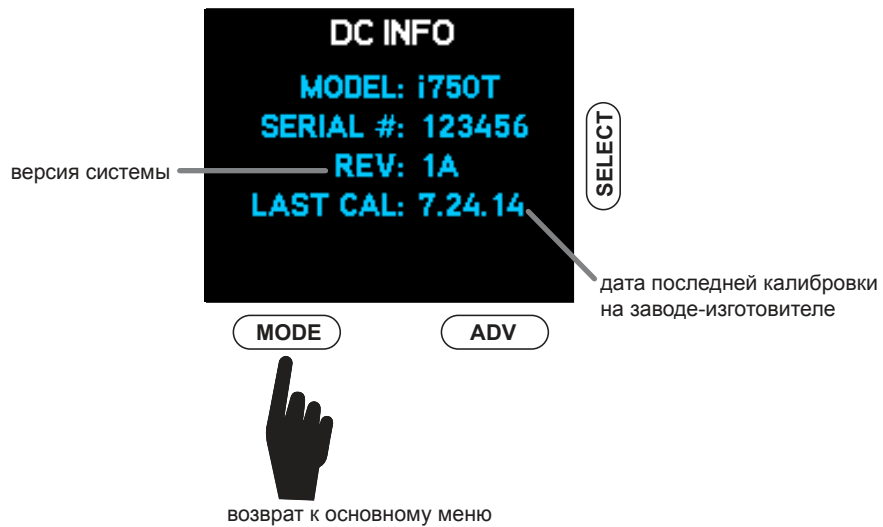 DC INFO
MODEL: i750T
SERIAL #: 123456
REV: 1A
LAST CAL: 7.24.14
SELECT
версия системы
дата последней калибровки
на заводе-изготовителе
MODE
ADV
возврат к основному меню